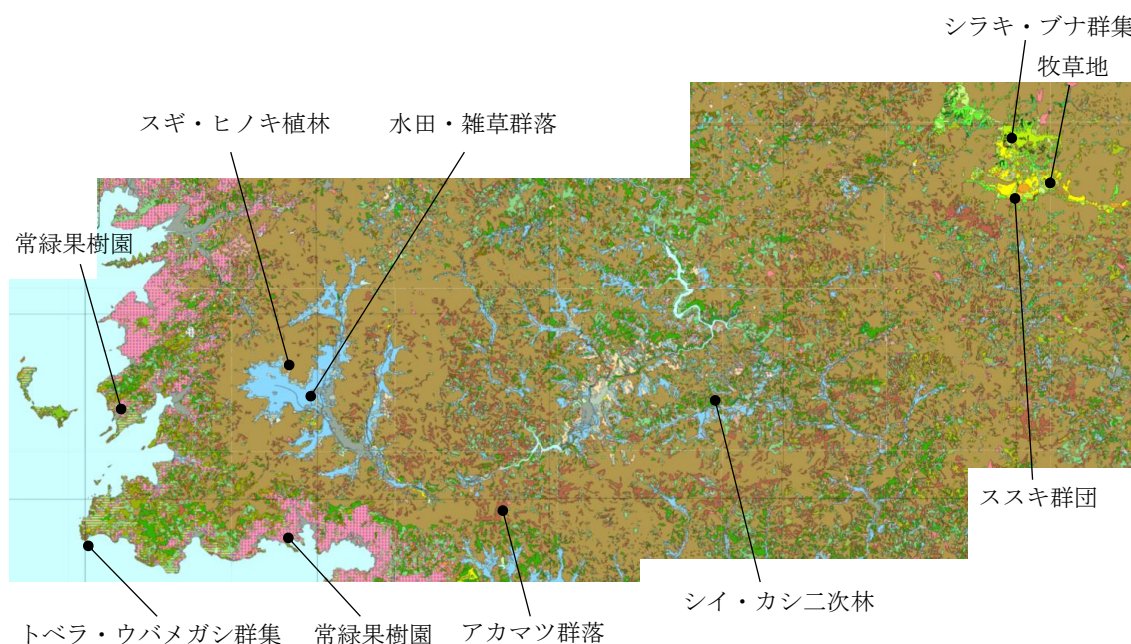 シラキ・ブナ群集
牧草地
スギ・ヒノキ植林
水田・雑草群落
常緑果樹園
ススキ群団
シイ・カシ二次林
トベラ・ウバメガシ群集
常緑果樹園
アカマツ群落